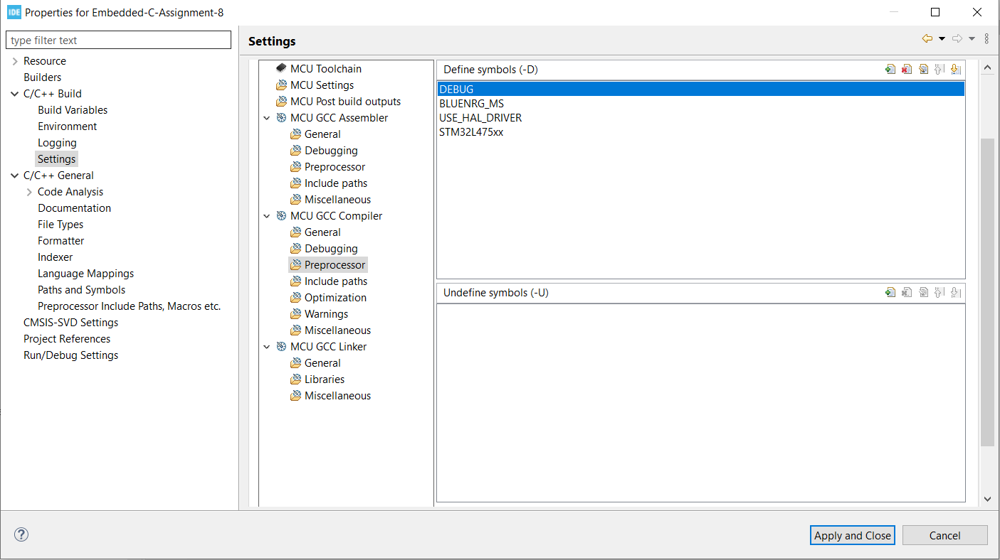 IDE Properties for Embedded-C-Assignment-8
type filter text
Resource
Builders
C/C++ Build
Build Variables
Environment
Logging
Settings
C/C++ General
Code Analysis
Documentation
File Types
Formatter
Indexer
Language Mappings
Paths and Symbols
Preprocessor Include Paths, Macros etc.
CMSIS-SVD Settings
Project References
Run/Debug Settings
Settings
MCU Toolchain
MCU Settings
MCU Post build outputs
MCU GCC Assembler
General
Debugging
Preprocessor
Include paths
Miscellaneous
MCU GCC Compiler
General
Debugging
Preprocessor
Include paths
Optimization
Warnings
Miscellaneous
MCU GCC Linker
General
Libraries
Miscellaneous
Define symbols (-D)
DEBUG
BLUENRG_MS
USE_HAL_DRIVER
STM32L475xx
Undefine symbols (-U)
?
Apply and Close
Cancel